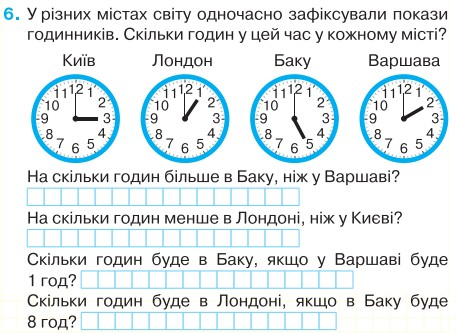 6. У різних містах світу одночасно зафіксували покази
годинників. Скільки годин у цей час у кожному місті?
Київ Лондон Баку Варшава
11 12 1 11 12 1 11 12 1 11 12 1
10 2 10 2 10 2 10 2
9 3 9 3 9 3 9 3
8 4 8 4 8 4 8 4
7 6 5 7 6 5 7 6 5 7 6 5
На скільки годин більше в Баку, ніж у Варшаві?
На скільки годин менше в Лондоні, ніж у Києві?
Скільки годин буде в Баку, якщо у Варшаві буде
1 год?
Скільки годин буде в Лондоні, якщо в Баку буде
8 год?